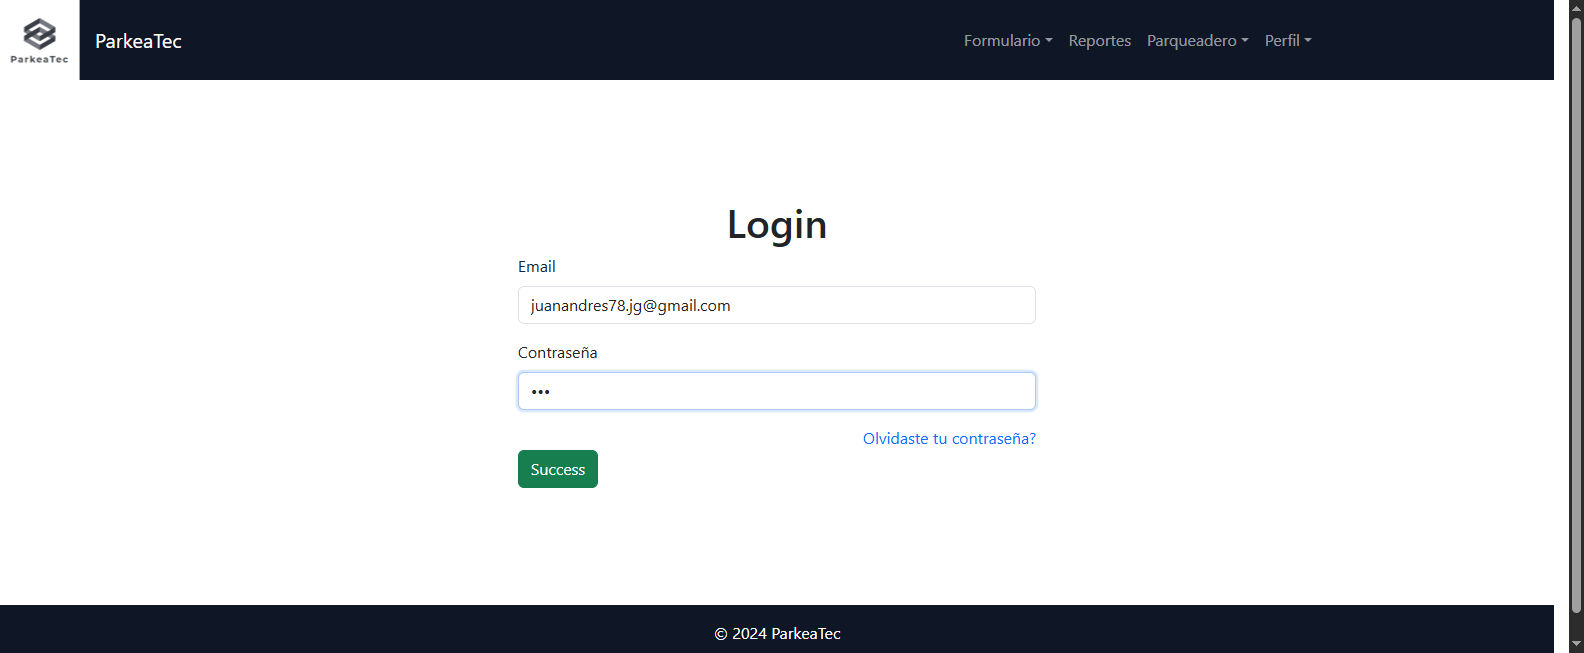 ParkeaTec
ParkeaTec
Formulario Reportes Parqueadero Perfil
Login
Email
juanandres78.jg@gmail.com
Contraseña
•••
Olvidaste tu contraseña?
Success
© 2024 ParkeaTec